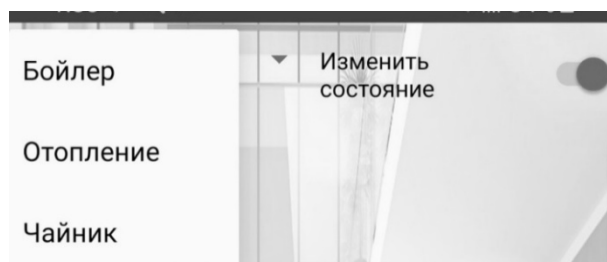 Бойлер
Изменить
состояние
Отопление
Чайник